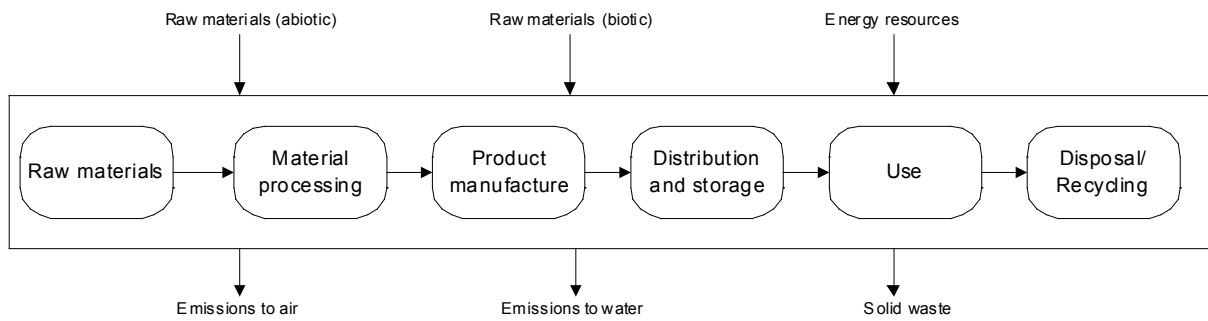 Raw materials (abiotic)
Raw materials (biotic)
Energy resources
Raw materials
Material
processing
Product
manufacture
Distribution
and storage
Use
Disposal/
Recycling
Emissions to air
Emissions to water
Solid waste